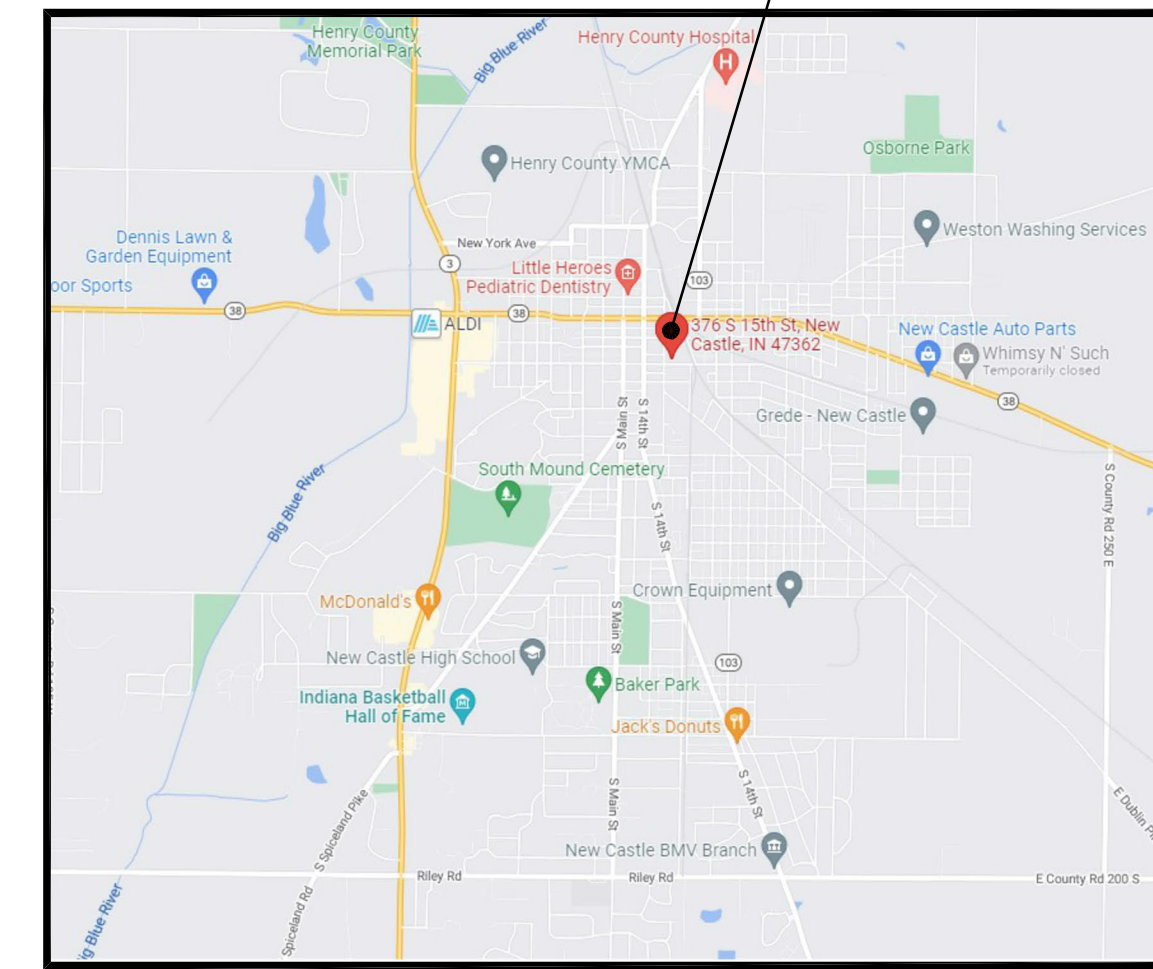 Henry County
Memorial Park
Big Blue River
Henry County Hospital
H
Osborne Park
Henry County YMCA
Weston Washing Services
Dennis Lawn &
Garden Equipment
New York Ave
3
Little Heroes
Pediatric Dentistry
103
oor Sports
38
38
ALDI
376 S 15th St, New
Castle, IN 47362
New Castle Auto Parts
Whimsy N' Such
Temporarily closed
38
Grede - New Castle
S Main St
S 14th St
South Mound Cemetery
Big Blue River
S 14th St
S County Rd 250 E
McDonald's
Crown Equipment
S Main St
New Castle High School
103
Baker Park
Indiana Basketball
Hall of Fame
Jack's Donuts
S Main St
S 14th St
S Spiceland Pike
E Dublin
New Castle BMV Branch
Riley Rd
Riley Rd
E County Rd 200 S
Spiceland Rd
ig Blue River